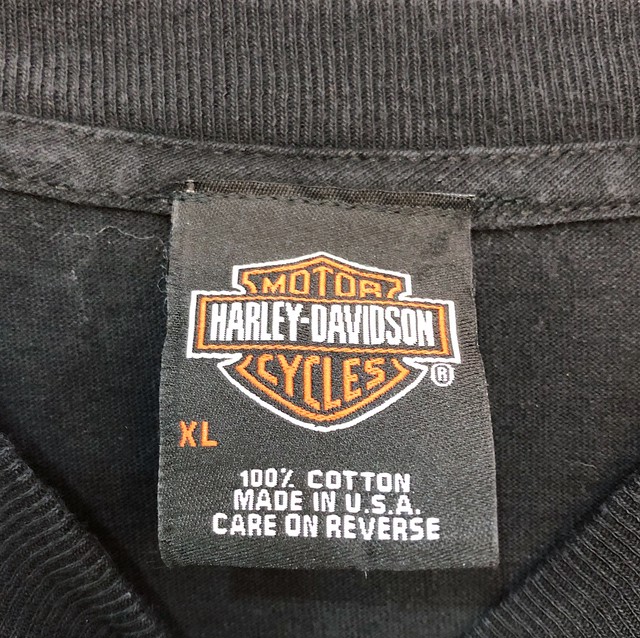 MOTOR
HARLEY-DAVIDSON
CYCLES
®
XL
100% COTTON
MADE IN U.S.A.
CARE ON REVERSE